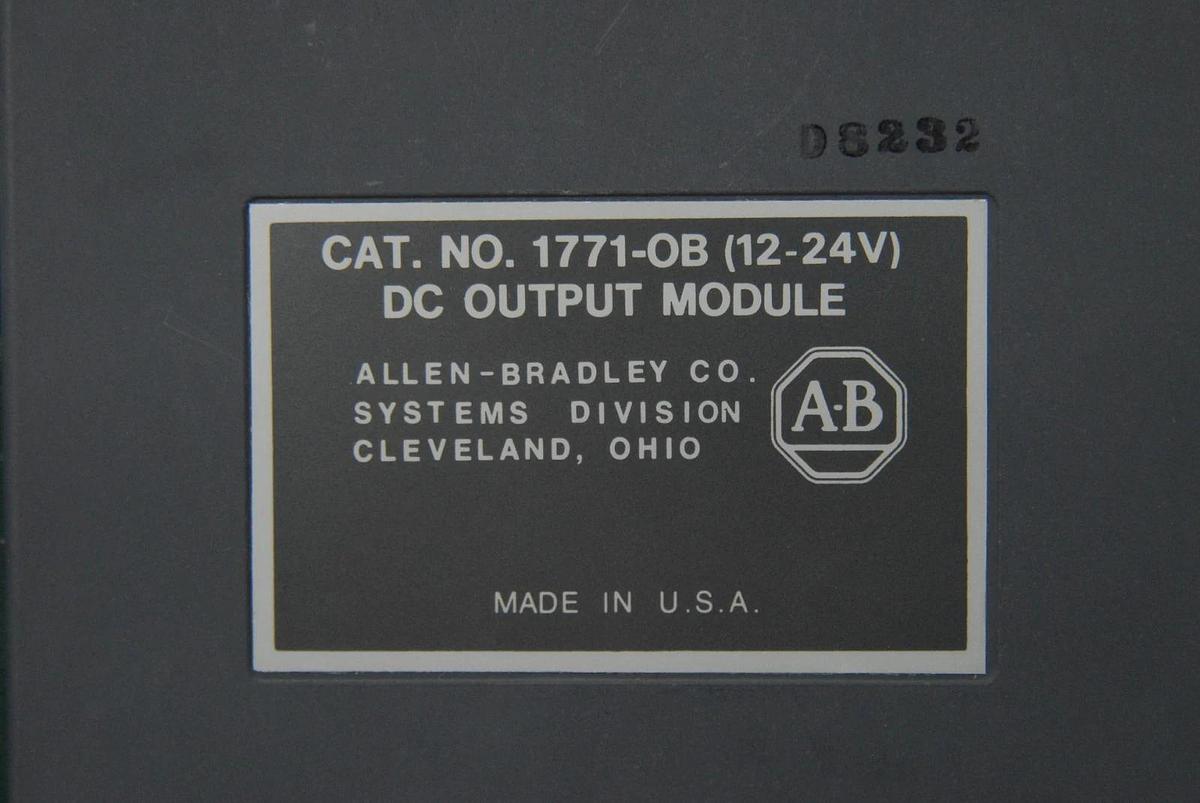 D8232
CAT. NO. 1771-OB (12-24V)
DC OUTPUT MODULE
ALLEN-BRADLEY CO.
SYSTEMS DIVISION
CLEVELAND, OHIO
A-B
MADE IN U.S.A.